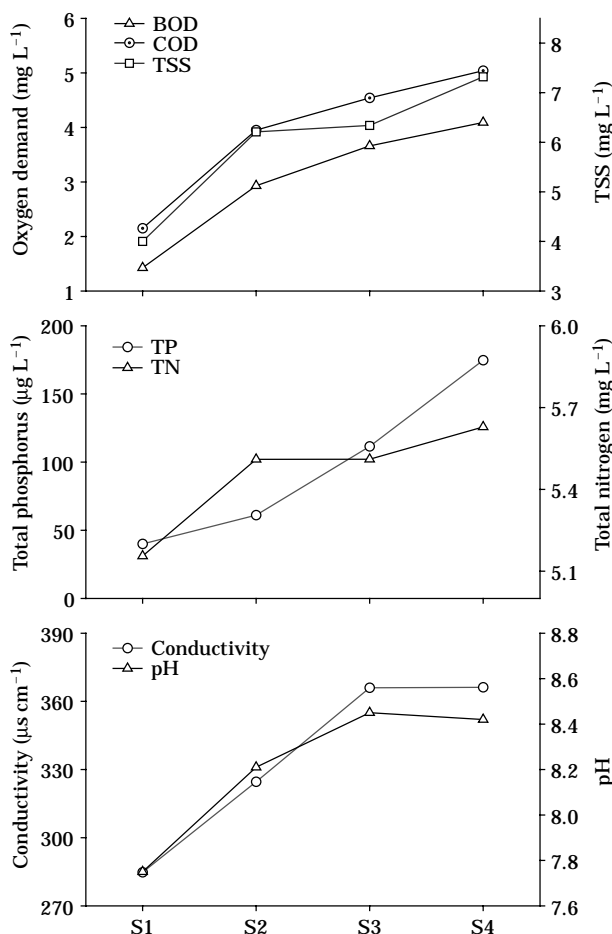 BOD
COD
TSS
Oxygen demand (mg L⁻¹)
6
5
4
3
2
1
TSS (mg L⁻¹)
8
7
6
5
4
3
TP
TN
Total phosphorus (µg L⁻¹)
200
150
100
50
0
Total nitrogen (mg L⁻¹)
6.0
5.7
5.4
5.1
Conductivity
pH
Conductivity (µs cm⁻¹)
390
360
330
300
270
pH
8.8
8.6
8.4
8.2
8.0
7.8
7.6
S1 S2 S3 S4